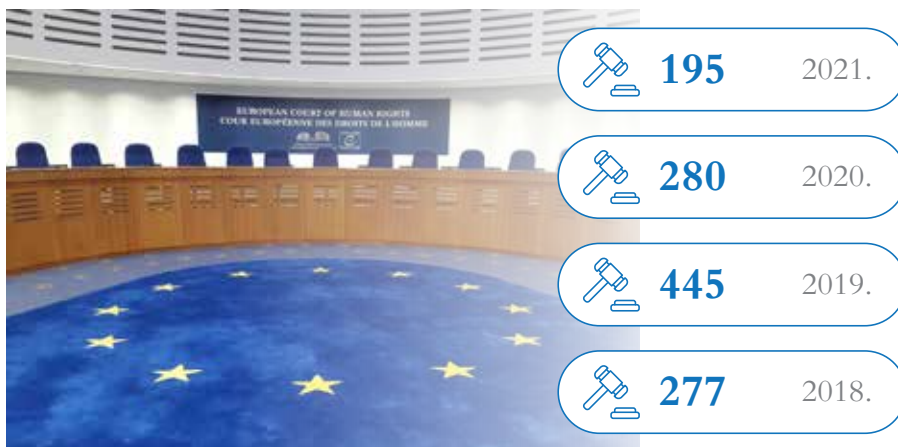 EUROPEAN COURT OF HUMAN RIGHTS
COUR EUROPÉENNE DES DROITS DE L'HOMME
195 2021.
280 2020.
445 2019.
277 2018.